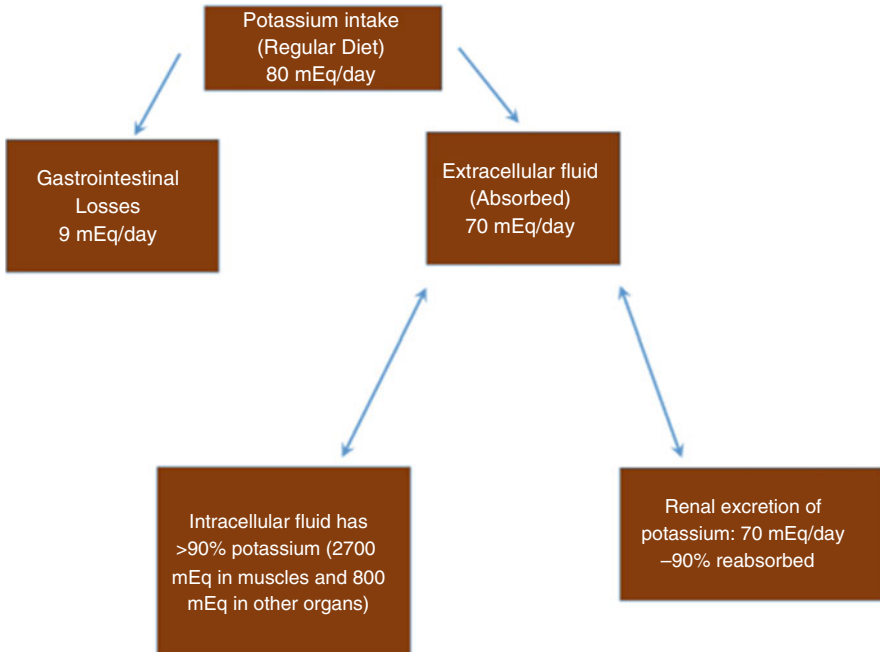 Potassium intake
(Regular Diet)
80 mEq/day
Gastrointestinal
Losses
9 mEq/day
Extracellular fluid
(Absorbed)
70 mEq/day
Intracellular fluid has
>90% potassium (2700
mEq in muscles and 800
mEq in other organs)
Renal excretion of
potassium: 70 mEq/day
–90% reabsorbed